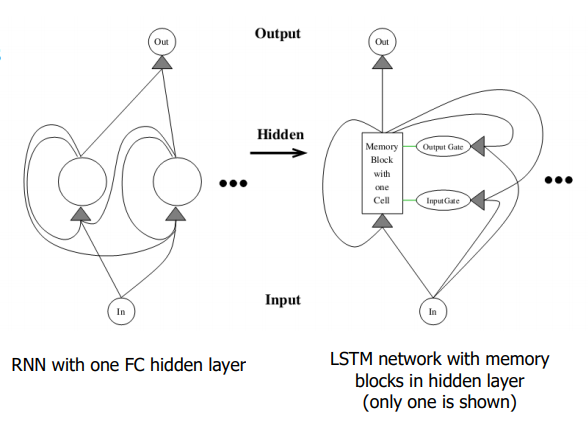 Output
Out
Out
Hidden
Memory
Block
with
one
Cell
Output Gate
InputGate
Input
In
In
RNN with one FC hidden layer
LSTM network with memory
blocks in hidden layer
(only one is shown)